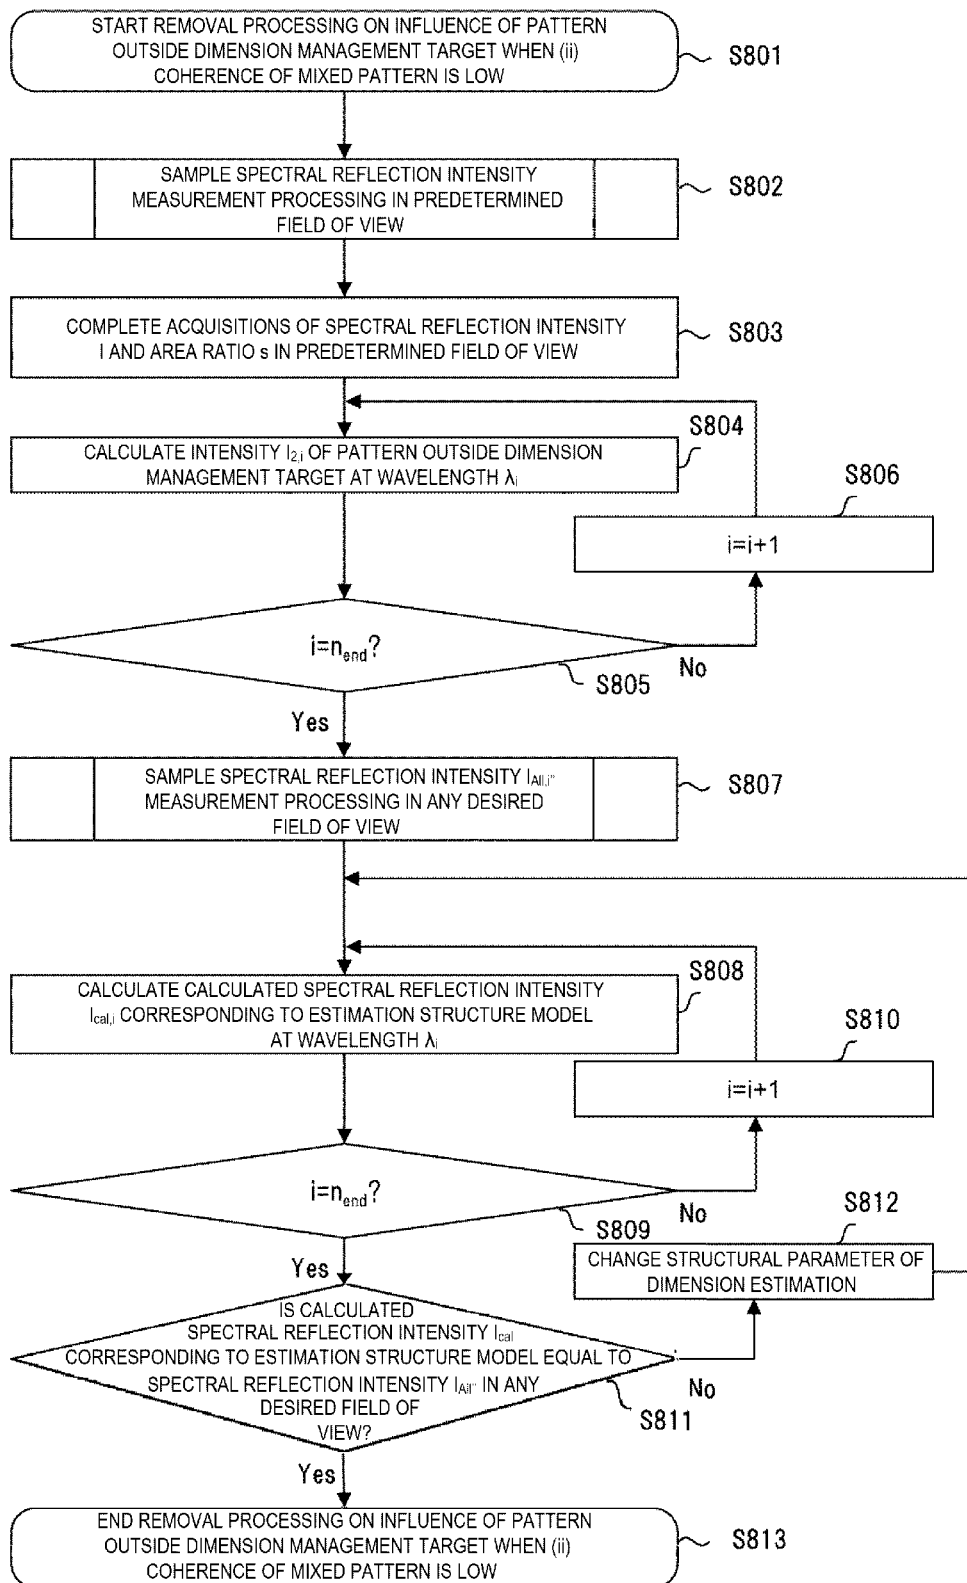 START REMOVAL PROCESSING ON INFLUENCE OF PATTERN
OUTSIDE DIMENSION MANAGEMENT TARGET WHEN (ii)
COHERENCE OF MIXED PATTERN IS LOW
S801
SAMPLE SPECTRAL REFLECTION INTENSITY
MEASUREMENT PROCESSING IN PREDETERMINED
FIELD OF VIEW
S802
COMPLETE ACQUISITIONS OF SPECTRAL REFLECTION INTENSITY
I AND AREA RATIO s IN PREDETERMINED FIELD OF VIEW
S803
S804
CALCULATE INTENSITY I2,i OF PATTERN OUTSIDE DIMENSION
MANAGEMENT TARGET AT WAVELENGTH λi
S806
i=i+1
i=nend?
S805
No
Yes
SAMPLE SPECTRAL REFLECTION INTENSITY IAll,i"
MEASUREMENT PROCESSING IN ANY DESIRED
FIELD OF VIEW
S807
S808
CALCULATE CALCULATED SPECTRAL REFLECTION INTENSITY
Ical,i CORRESPONDING TO ESTIMATION STRUCTURE MODEL
AT WAVELENGTH λi
S810
i=i+1
i=nend?
S809
No
Yes
S812
CHANGE STRUCTURAL PARAMETER OF
DIMENSION ESTIMATION
IS CALCULATED
SPECTRAL REFLECTION INTENSITY Ical
CORRESPONDING TO ESTIMATION STRUCTURE MODEL EQUAL TO
SPECTRAL REFLECTION INTENSITY IAll" IN ANY
DESIRED FIELD OF
VIEW?
S811
No
Yes
END REMOVAL PROCESSING ON INFLUENCE OF PATTERN
OUTSIDE DIMENSION MANAGEMENT TARGET WHEN (ii)
COHERENCE OF MIXED PATTERN IS LOW
S813